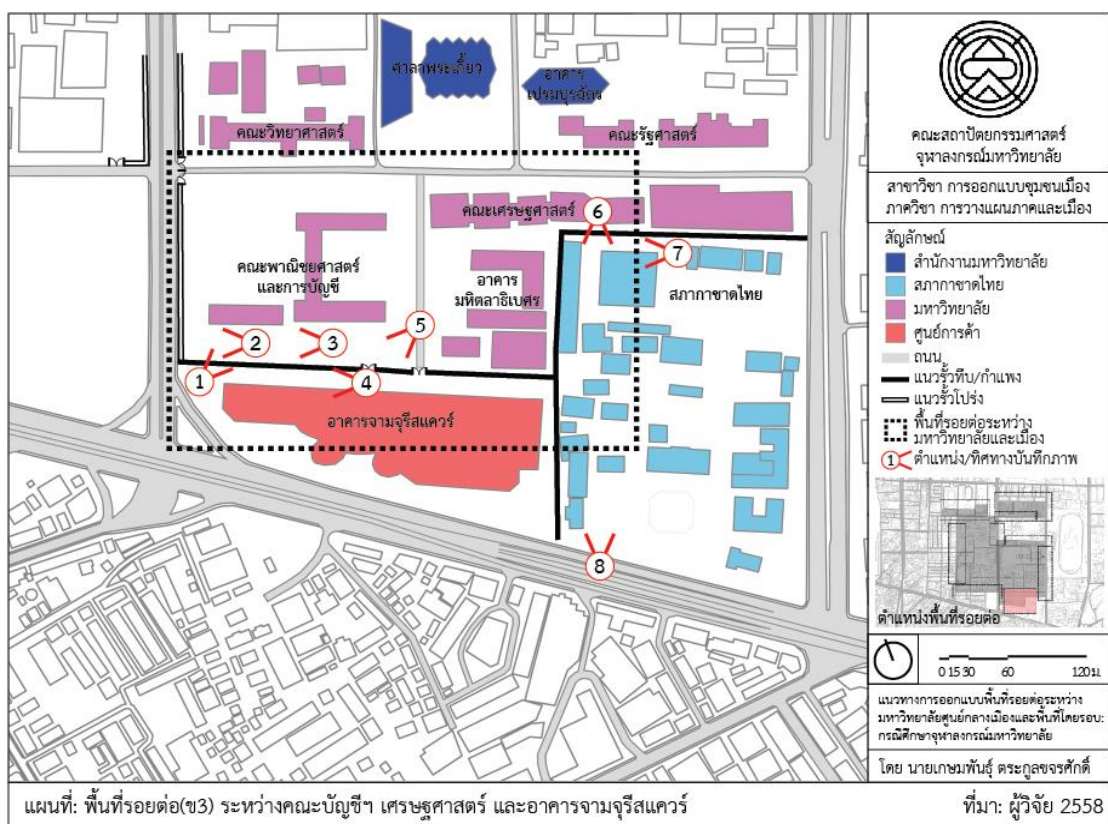 ศาลาพระเกี้ยว
อาคาร
เปรมบุรฉัตร
คณะวิทยาศาสตร์
คณะรัฐศาสตร์
คณะเศรษฐศาสตร์
6
7
คณะพาณิชยศาสตร์
และการบัญชี
อาคาร
มหิตลาธิเบศร
สภากาชาดไทย
5
2
3
1
4
อาคารจามจุรีสแควร์
8
คณะสถาปัตยกรรมศาสตร์
จุฬาลงกรณ์มหาวิทยาลัย
สาขาวิชา การออกแบบชุมชนเมือง
ภาควิชา การวางแผนภาคและเมือง
สัญลักษณ์
สำนักงานมหาวิทยาลัย
สภากาชาดไทย
มหาวิทยาลัย
ศูนย์การค้า
ถนน
แนวรั้วทึบ/กำแพง
แนวรั้วโปร่ง
พื้นที่รอยต่อระหว่าง
มหาวิทยาลัยและเมือง
1 ตำแหน่ง/ทิศทางบันทึกภาพ
ตำแหน่งพื้นที่รอยต่อ
0 15 30 60 120 ม.
แนวทางการออกแบบพื้นที่รอยต่อระหว่าง
มหาวิทยาลัยศูนย์กลางเมืองและพื้นที่โดยรอบ:
กรณีศึกษาจุฬาลงกรณ์มหาวิทยาลัย
โดย นายเกษมพันธุ์ ตระกูลขจรศักดิ์
แผนที่: พื้นที่รอยต่อ(ข3) ระหว่างคณะบัญชีฯ เศรษฐศาสตร์ และอาคารจามจุรีสแควร์
ที่มา: ผู้วิจัย 2558